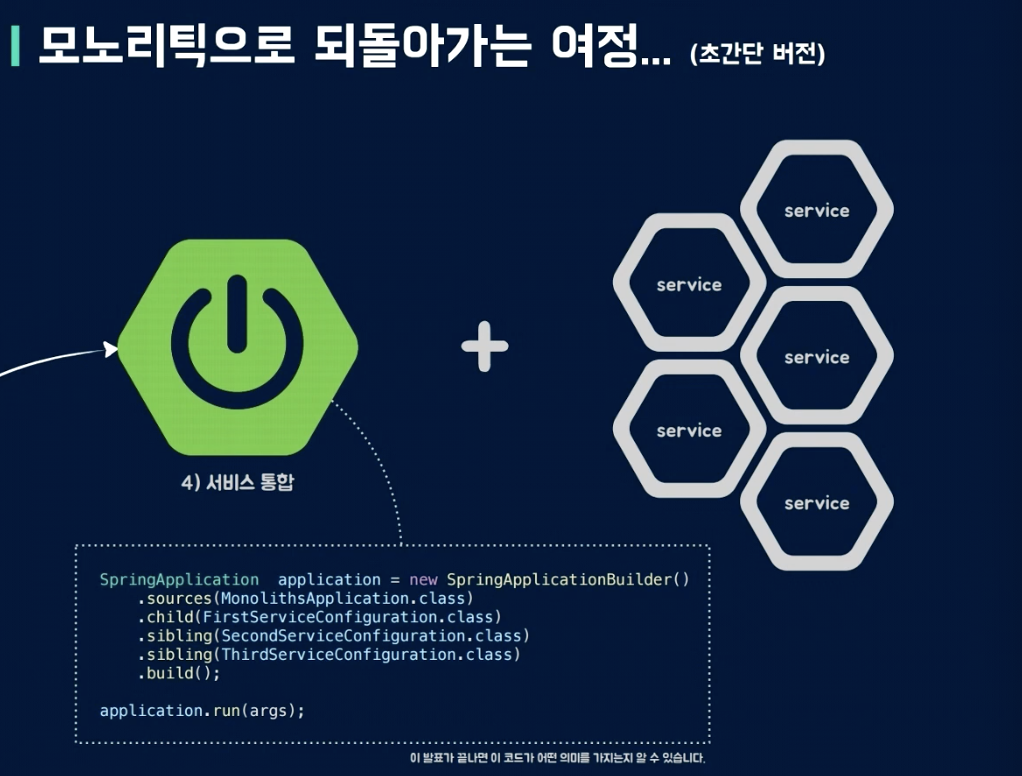 모노리틱으로 되돌아가는 여정... (초간단 버전)
service
service
service
service
service
4) 서비스 통합
SpringApplication  application = new SpringApplicationBuilder()
    .sources(MonolithsApplication.class)
    .child(FirstServiceConfiguration.class)
    .sibling(SecondServiceConfiguration.class)
    .sibling(ThirdServiceConfiguration.class)
    .build();
application.run(args);
이 발표가 끝나면 이 코드가 어떤 의미를 가지는지 알 수 있습니다.